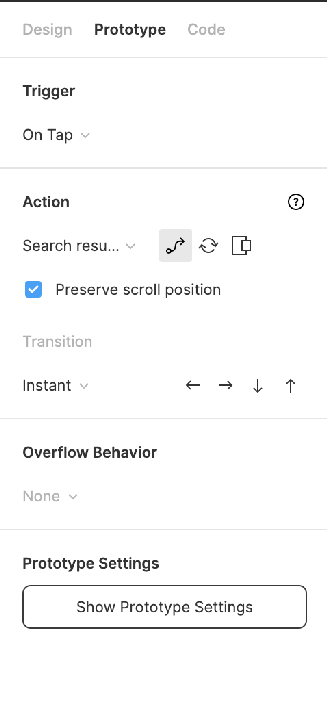 Design Prototype Code
Trigger
On Tap
Action
Search resu...
Preserve scroll position
Transition
Instant
Overflow Behavior
None
Prototype Settings
Show Prototype Settings